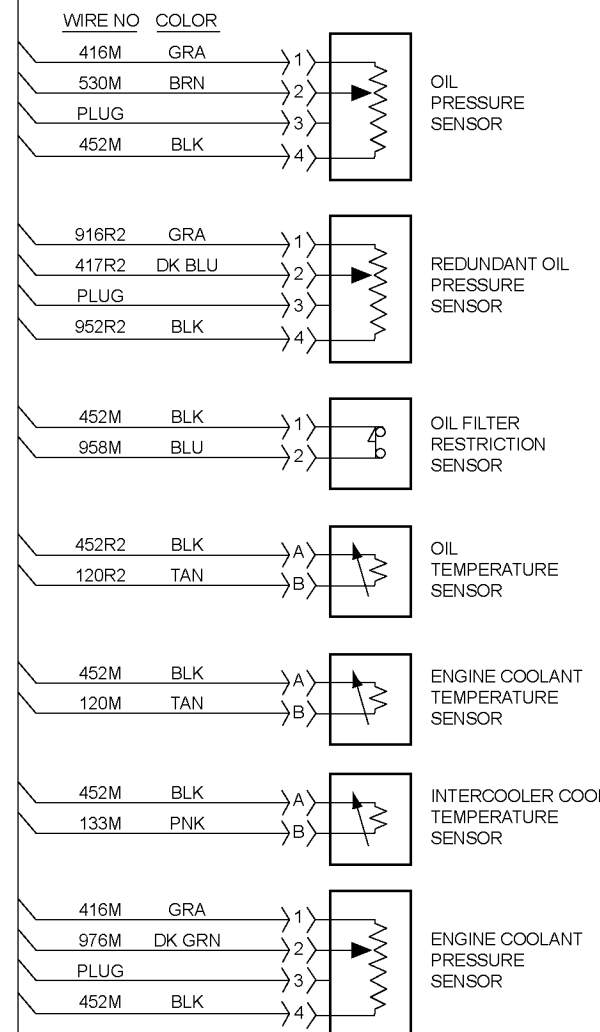 WIRE NO COLOR
416M GRA 1
530M BRN 2
PLUG 3
452M BLK 4
OIL
PRESSURE
SENSOR
916R2 GRA 1
417R2 DK BLU 2
PLUG 3
952R2 BLK 4
REDUNDANT OIL
PRESSURE
SENSOR
452M BLK 1
958M BLU 2
OIL FILTER
RESTRICTION
SENSOR
452R2 BLK A
120R2 TAN B
OIL
TEMPERATURE
SENSOR
452M BLK A
120M TAN B
ENGINE COOLANT
TEMPERATURE
SENSOR
452M BLK A
133M PNK B
INTERCOOLER COOL
TEMPERATURE
SENSOR
416M GRA 1
976M DK GRN 2
PLUG 3
452M BLK 4
ENGINE COOLANT
PRESSURE
SENSOR